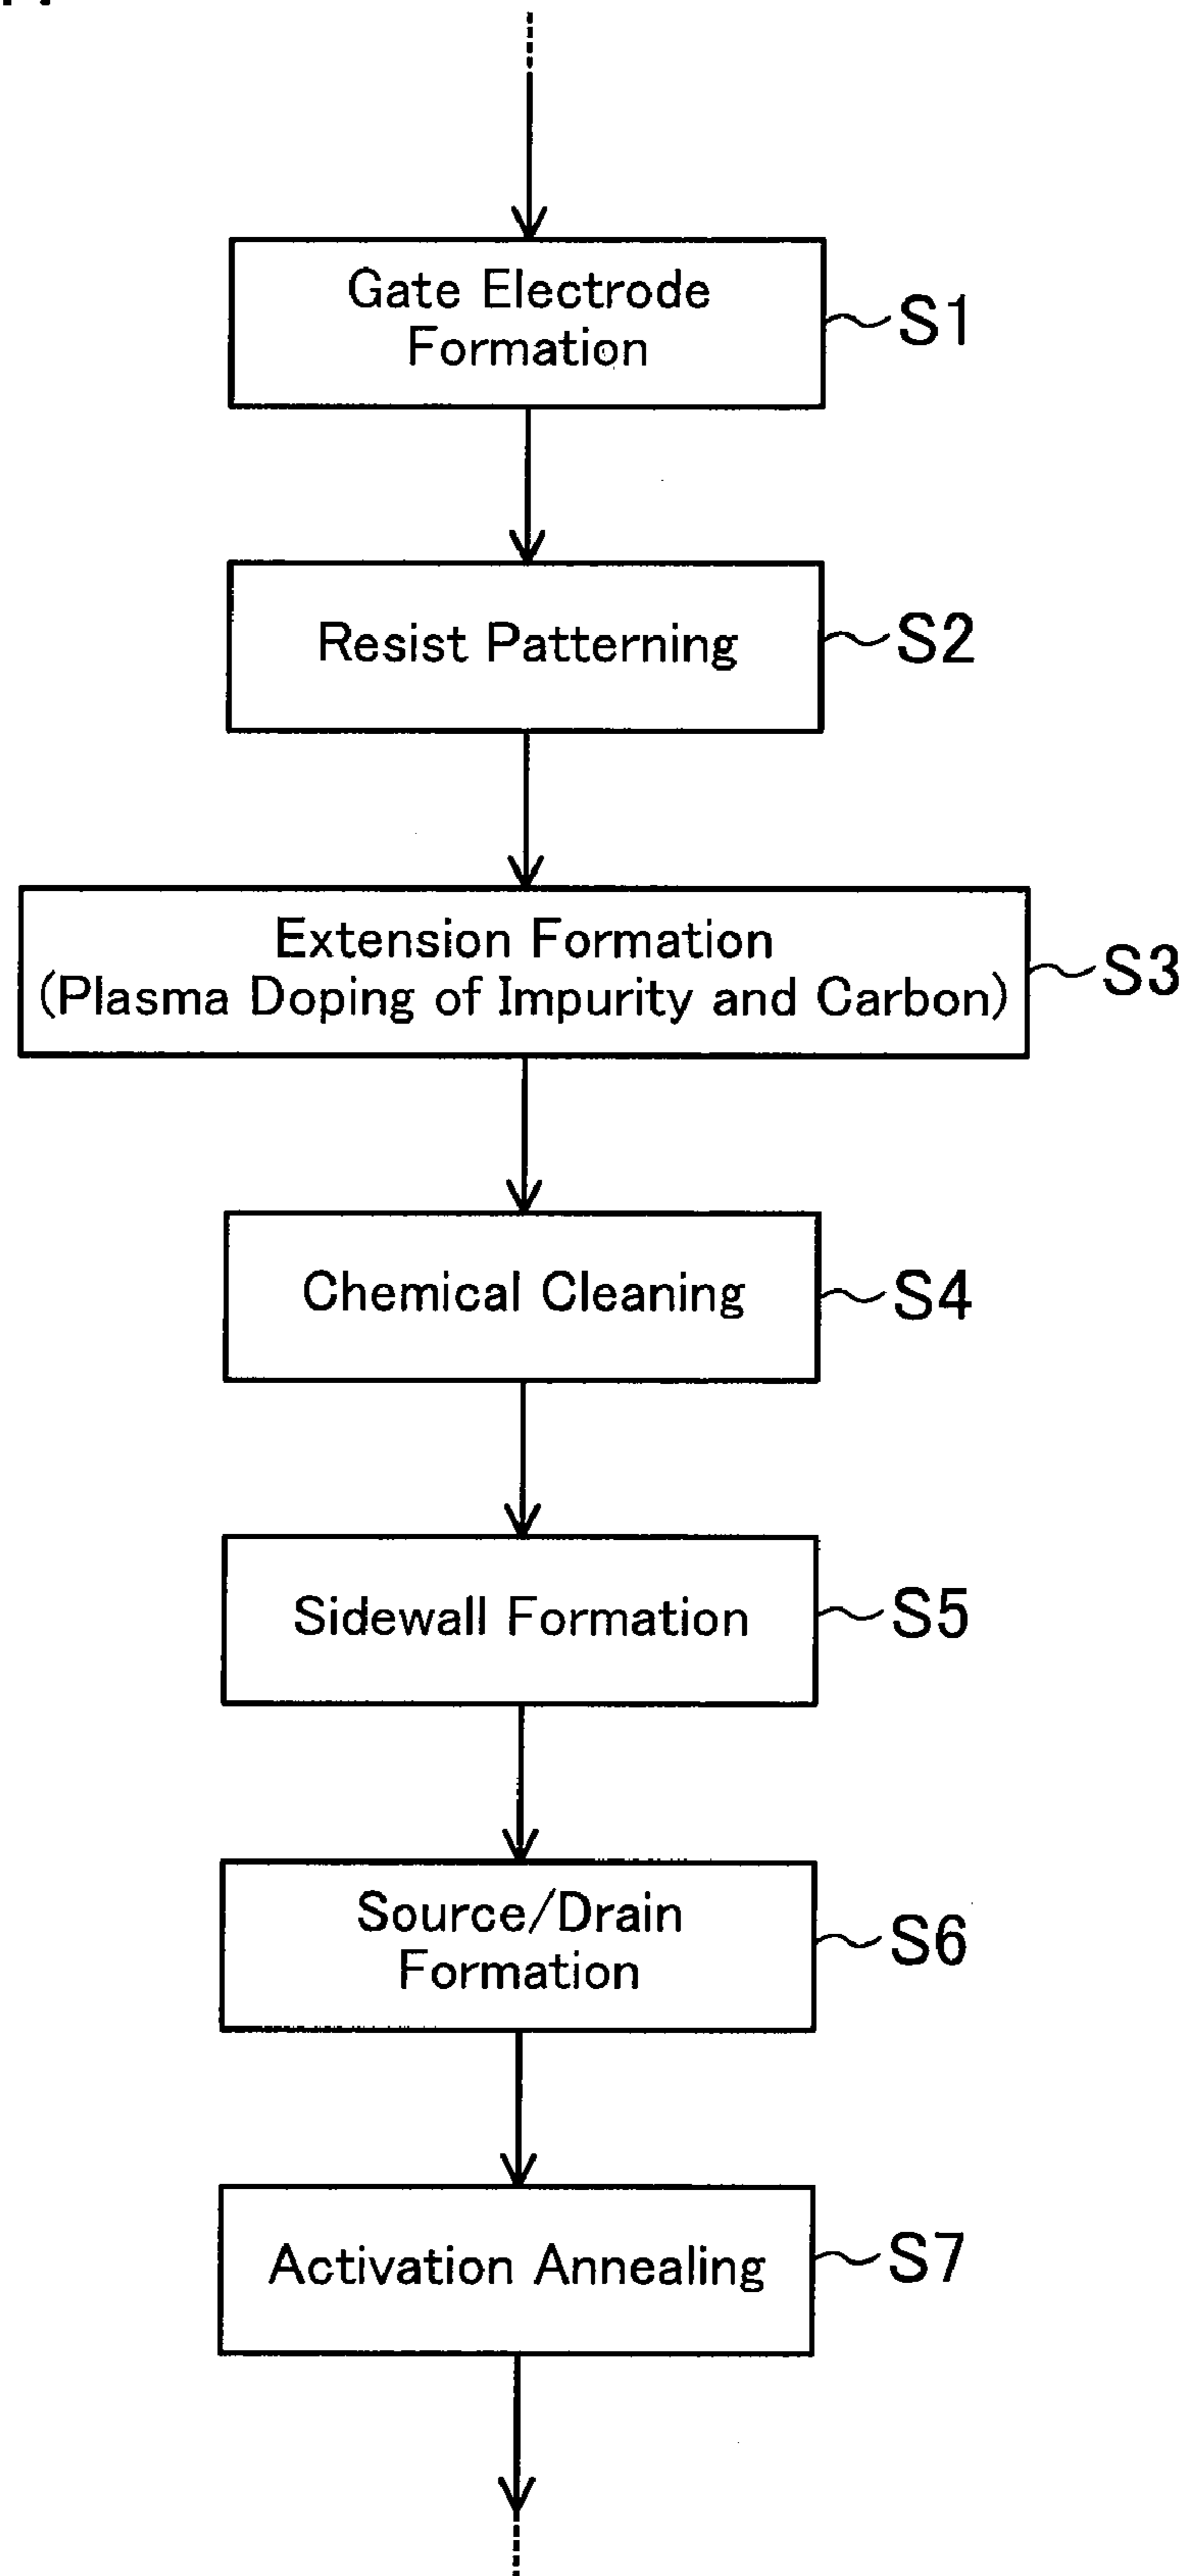 Gate Electrode
Formation
S1
Resist Patterning
S2
Extension Formation
(Plasma Doping of Impurity and Carbon)
S3
Chemical Cleaning
S4
Sidewall Formation
S5
Source/Drain
Formation
S6
Activation Annealing
S7